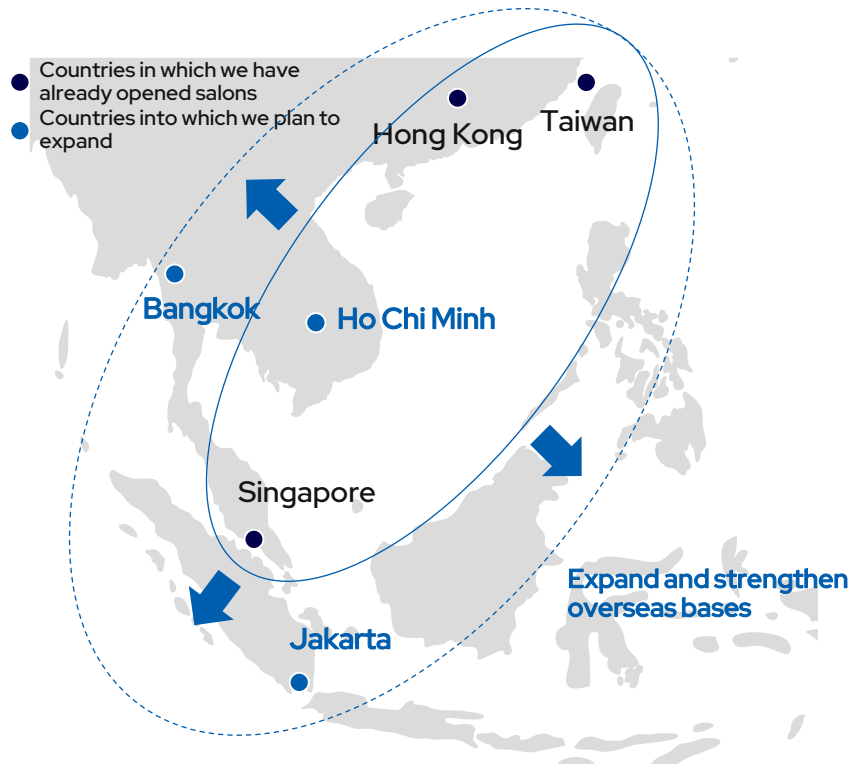 Countries in which we have
already opened salons
Countries into which we plan to
expand
Hong Kong
Taiwan
Bangkok
Ho Chi Minh
Singapore
Expand and strengthen
overseas bases
Jakarta